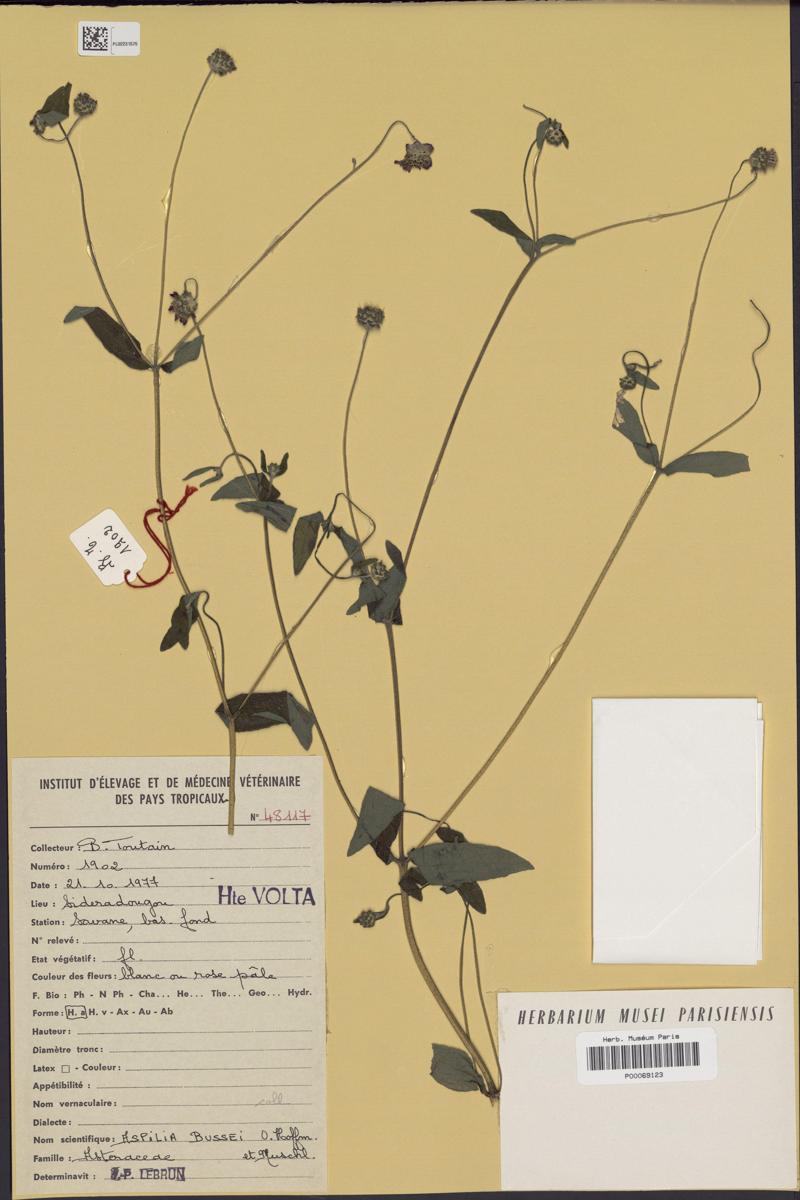 PL02231575
B. T.
1902
INSTITUT D'ÉLEVAGE ET DE MÉDECINE VÉTÉRINAIRE
DES PAYS TROPICAUX
N° 48117
Collecteur : B. Toutain
Numéro : 1902
Date : 21. 10. 1977
Hte VOLTA
Lieu : Sideradougou
Station : Savane, bas. fond
N° relevé :
Etat végétatif : fl.
Couleur des fleurs : blanc ou rose pâle
F. Bio : Ph - N Ph - Cha... He... The... Geo... Hydr.
Forme : H. a H. v - Ax - Au - Ab
Hauteur :
Diamètre tronc :
Latex □ - Couleur :
Appétibilité :
Nom vernaculaire :
Dialecte :
Nom scientifique : ASPILIA BUSSEI O. Hoffm.
Famille : Asteraceae et Muschl.
Determinavit : J.P. LEBRUN
HERBARIUM MUSEI PARISIENSIS
Herb. Muséum Paris
P00069123